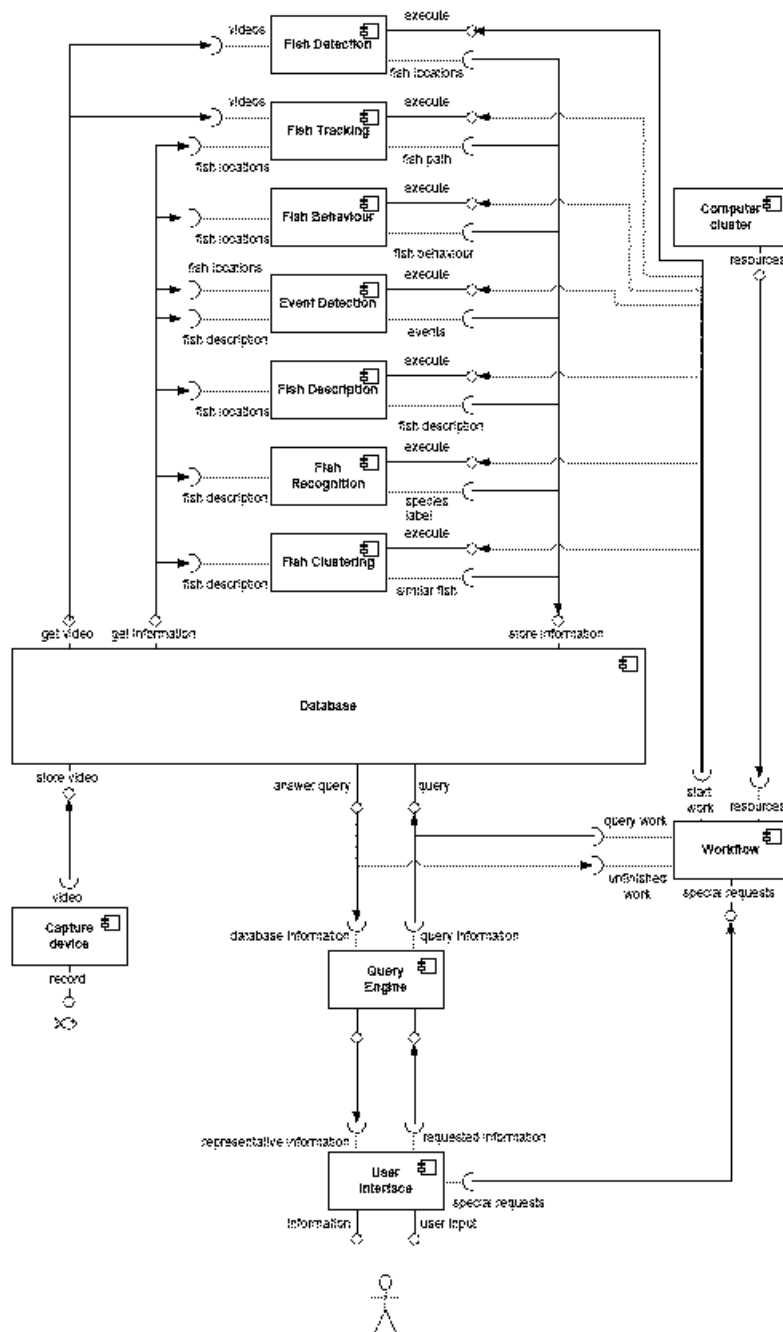 videos
Fish Detection
execute
fish locations
videos
Fish Tracking
execute
fish locations
fish path
Fish Behaviour
execute
fish locations
fish behaviour
Computer
cluster
resources
fish locations
Event Detection
execute
fish description
events
Fish Description
execute
fish locations
fish description
Fish
Recognition
execute
fish description
species
label
Fish Clustering
execute
fish description
similar fish
get video
get information
store information
Database
store video
answer query
query
start
work
resources
query work
Workflow
unfinished
work
special requests
video
Capture
device
record
database information
query information
Query
Engine
representative information
requested information
User
Interface
special requests
information
user input